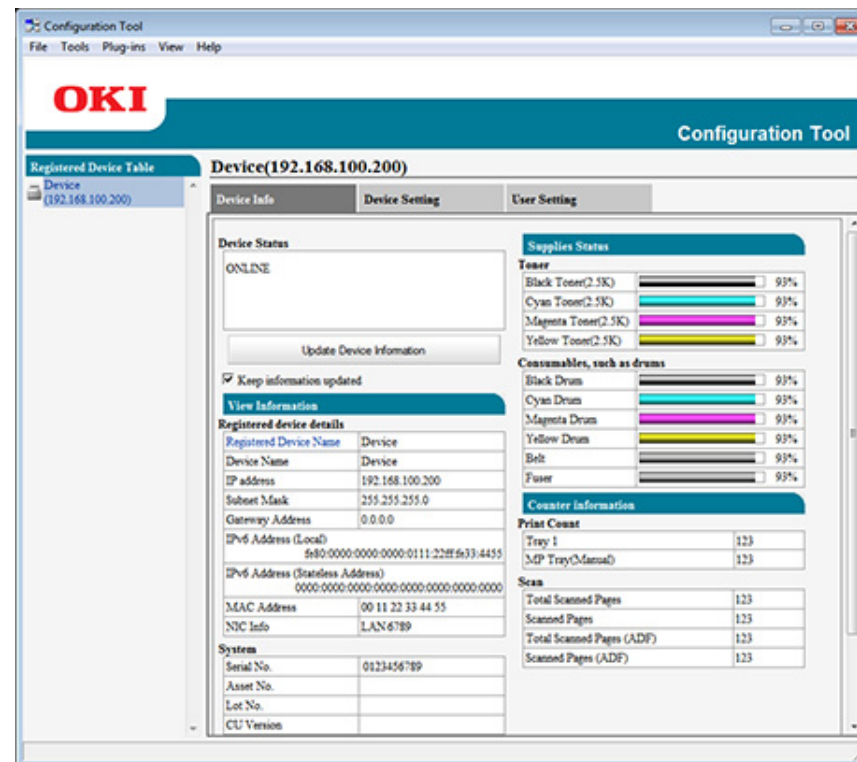 Configuration Tool
File Tools Plug-ins View Help
OKI
Configuration Tool
Registered Device Table
Device
(192.168.100.200)
Device(192.168.100.200)
Device Info Device Setting User Setting
Device Status
ONLINE
Update Device Information
Keep information updated
View Information
Registered device details
Registered Device Name Device
Device Name Device
IP address 192.168.100.200
Subnet Mask 255.255.255.0
Gateway Address 0.0.0.0
IPv6 Address (Local)
fe80:0000:0000:0000:0111:22ff:fe33:4455
IPv6 Address (Stateless Address)
0000:0000:0000:0000:0000:0000:0000:0000
MAC Address 00 11 22 33 44 55
NIC Info LAN6789
System
Serial No. 0123456789
Asset No.
Lot No.
CU Version
Supplies Status
Toner
Black Toner(2.5K) 93%
Cyan Toner(2.5K) 93%
Magenta Toner(2.5K) 93%
Yellow Toner(2.5K) 93%
Consumables, such as drums
Black Drum 93%
Cyan Drum 93%
Magenta Drum 93%
Yellow Drum 93%
Belt 93%
Fuser 93%
Counter information
Print Count
Tray 1 123
MP Tray(Manual) 123
Scan
Total Scanned Pages 123
Scanned Pages 123
Total Scanned Pages (ADF) 123
Scanned Pages (ADF) 123